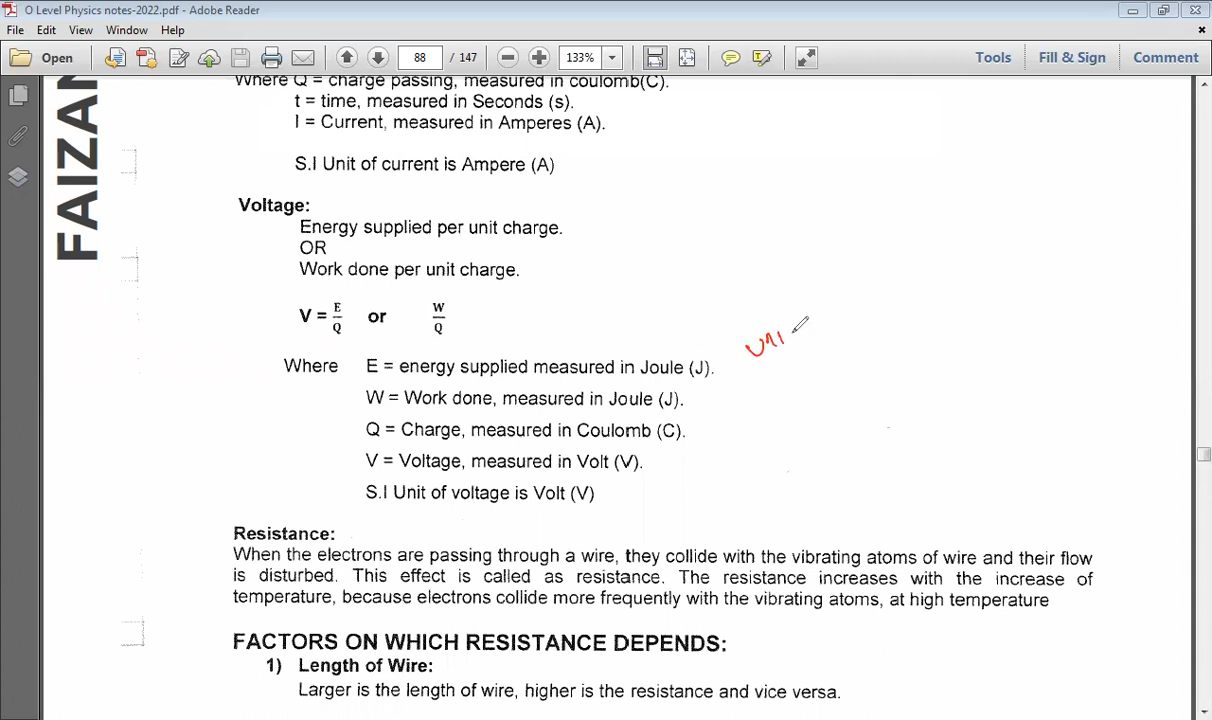 O Level Physics notes-2022.pdf - Adobe Reader
File Edit View Window Help
Open 88 / 147 133% Tools Fill & Sign Comment
FAIZAN
Where Q = charge passing, measured in coulomb(C).
t = time, measured in Seconds (s).
I = Current, measured in Amperes (A).
S.I Unit of current is Ampere (A)
Voltage:
Energy supplied per unit charge.
OR
Work done per unit charge.
V = E/Q or W/Q
Where E = energy supplied measured in Joule (J).
W = Work done, measured in Joule (J).
Q = Charge, measured in Coulomb (C).
V = Voltage, measured in Volt (V).
S.I Unit of voltage is Volt (V)
Resistance:
When the electrons are passing through a wire, they collide with the vibrating atoms of wire and their flow
is disturbed. This effect is called as resistance. The resistance increases with the increase of
temperature, because electrons collide more frequently with the vibrating atoms, at high temperature
FACTORS ON WHICH RESISTANCE DEPENDS:
1) Length of Wire:
Larger is the length of wire, higher is the resistance and vice versa.